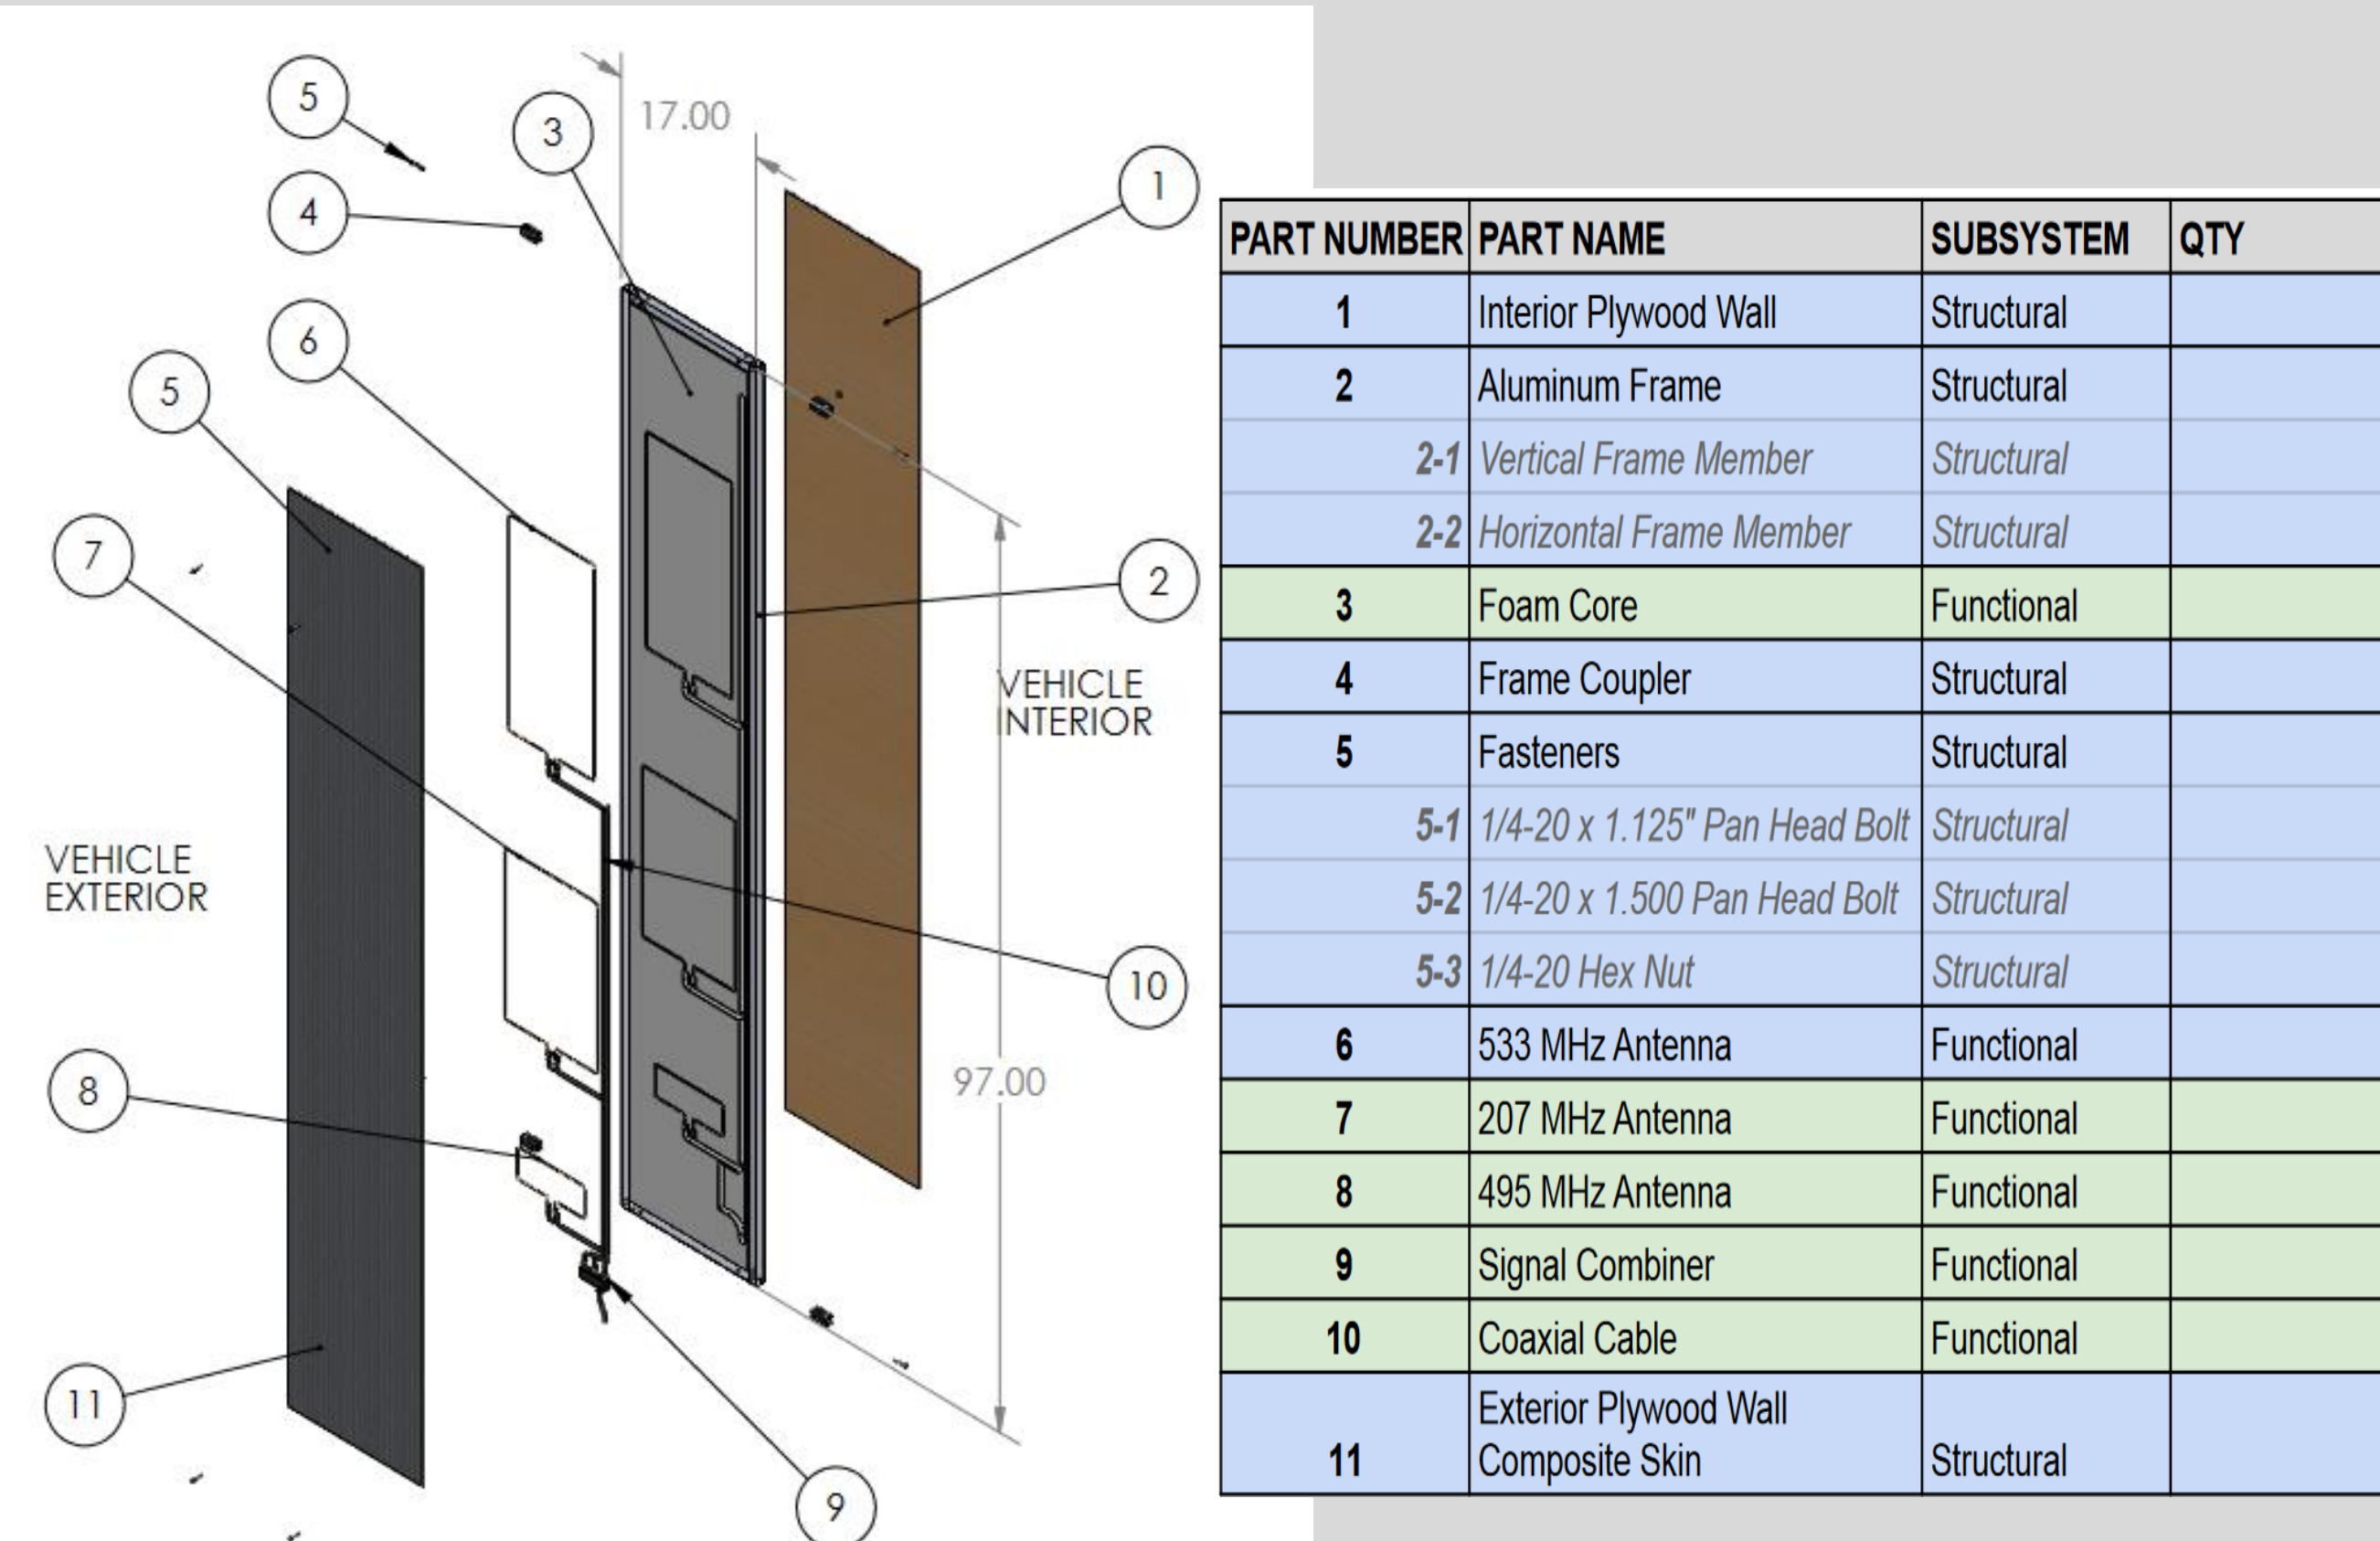 5
17.00
3
1
4
6
5
7
2
VEHICLE
INTERIOR
VEHICLE
EXTERIOR
10
97.00
8
11
9
PART NUMBER PART NAME SUBSYSTEM QTY
1 Interior Plywood Wall Structural
2 Aluminum Frame Structural
2-1 Vertical Frame Member Structural
2-2 Horizontal Frame Member Structural
3 Foam Core Functional
4 Frame Coupler Structural
5 Fasteners Structural
5-1 1/4-20 x 1.125" Pan Head Bolt Structural
5-2 1/4-20 x 1.500 Pan Head Bolt Structural
5-3 1/4-20 Hex Nut Structural
6 533 MHz Antenna Functional
7 207 MHz Antenna Functional
8 495 MHz Antenna Functional
9 Signal Combiner Functional
10 Coaxial Cable Functional
Exterior Plywood Wall
11 Composite Skin Structural